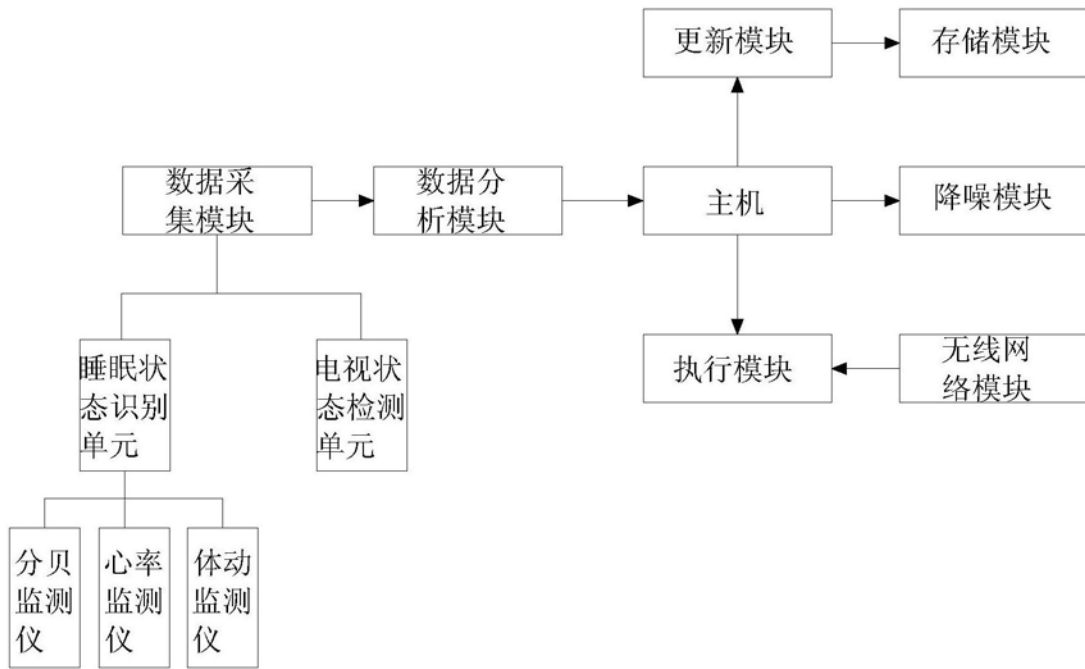 更新模块
存储模块
数据采
集模块
数据分
析模块
主机
降噪模块
执行模块
无线网
络模块
睡眠状
态识别
单元
电视状
态检测
单元
分贝
监测
仪
心率
监测
仪
体动
监测
仪